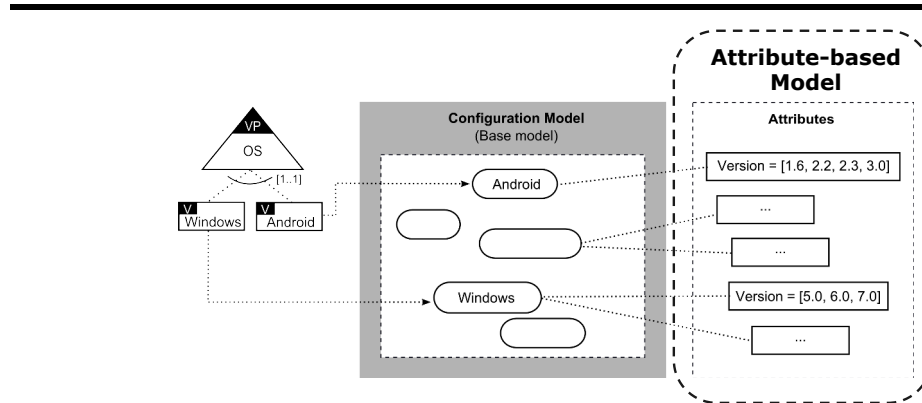 Attribute-based
Model
Configuration Model
(Base model)
Attributes
VP
OS
[1..1]
V
Windows
V
Android
Android
Windows
Version = [1.6, 2.2, 2.3, 3.0]
...
...
Version = [5.0, 6.0, 7.0]
...